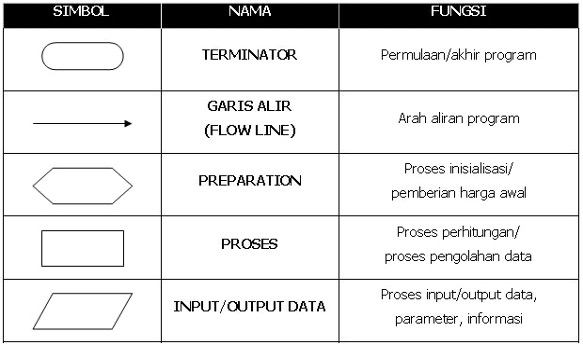 SIMBOL NAMA FUNGSI
TERMINATOR Permulaan/akhir program
GARIS ALIR
(FLOW LINE)
Arah aliran program
PREPARATION
Proses inisialisasi/
pemberian harga awal
PROSES
Proses perhitungan/
proses pengolahan data
INPUT/OUTPUT DATA
Proses input/output data,
parameter, informasi